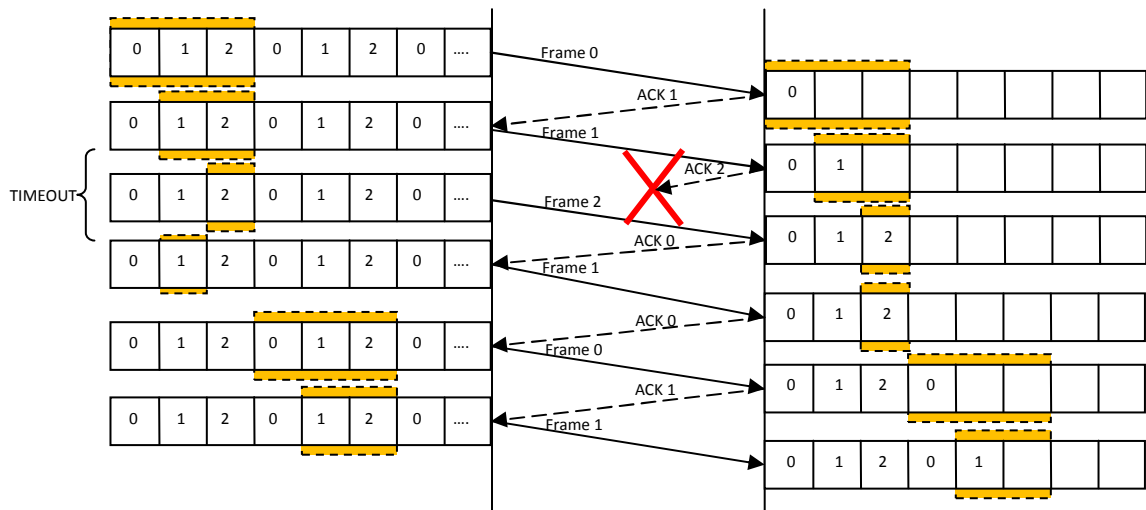 0 1 2 0 1 2 0 ....
Frame 0
0
ACK 1
0 1 2 0 1 2 0 ....
Frame 1
0 1
ACK 2
TIMEOUT
0 1 2 0 1 2 0 ....
Frame 2
0 1 2
ACK 0
0 1 2 0 1 2 0 ....
Frame 1
0 1 2
ACK 0
0 1 2 0 1 2 0 ....
Frame 0
0 1 2 0
ACK 1
0 1 2 0 1 2 0 ....
Frame 1
0 1 2 0 1